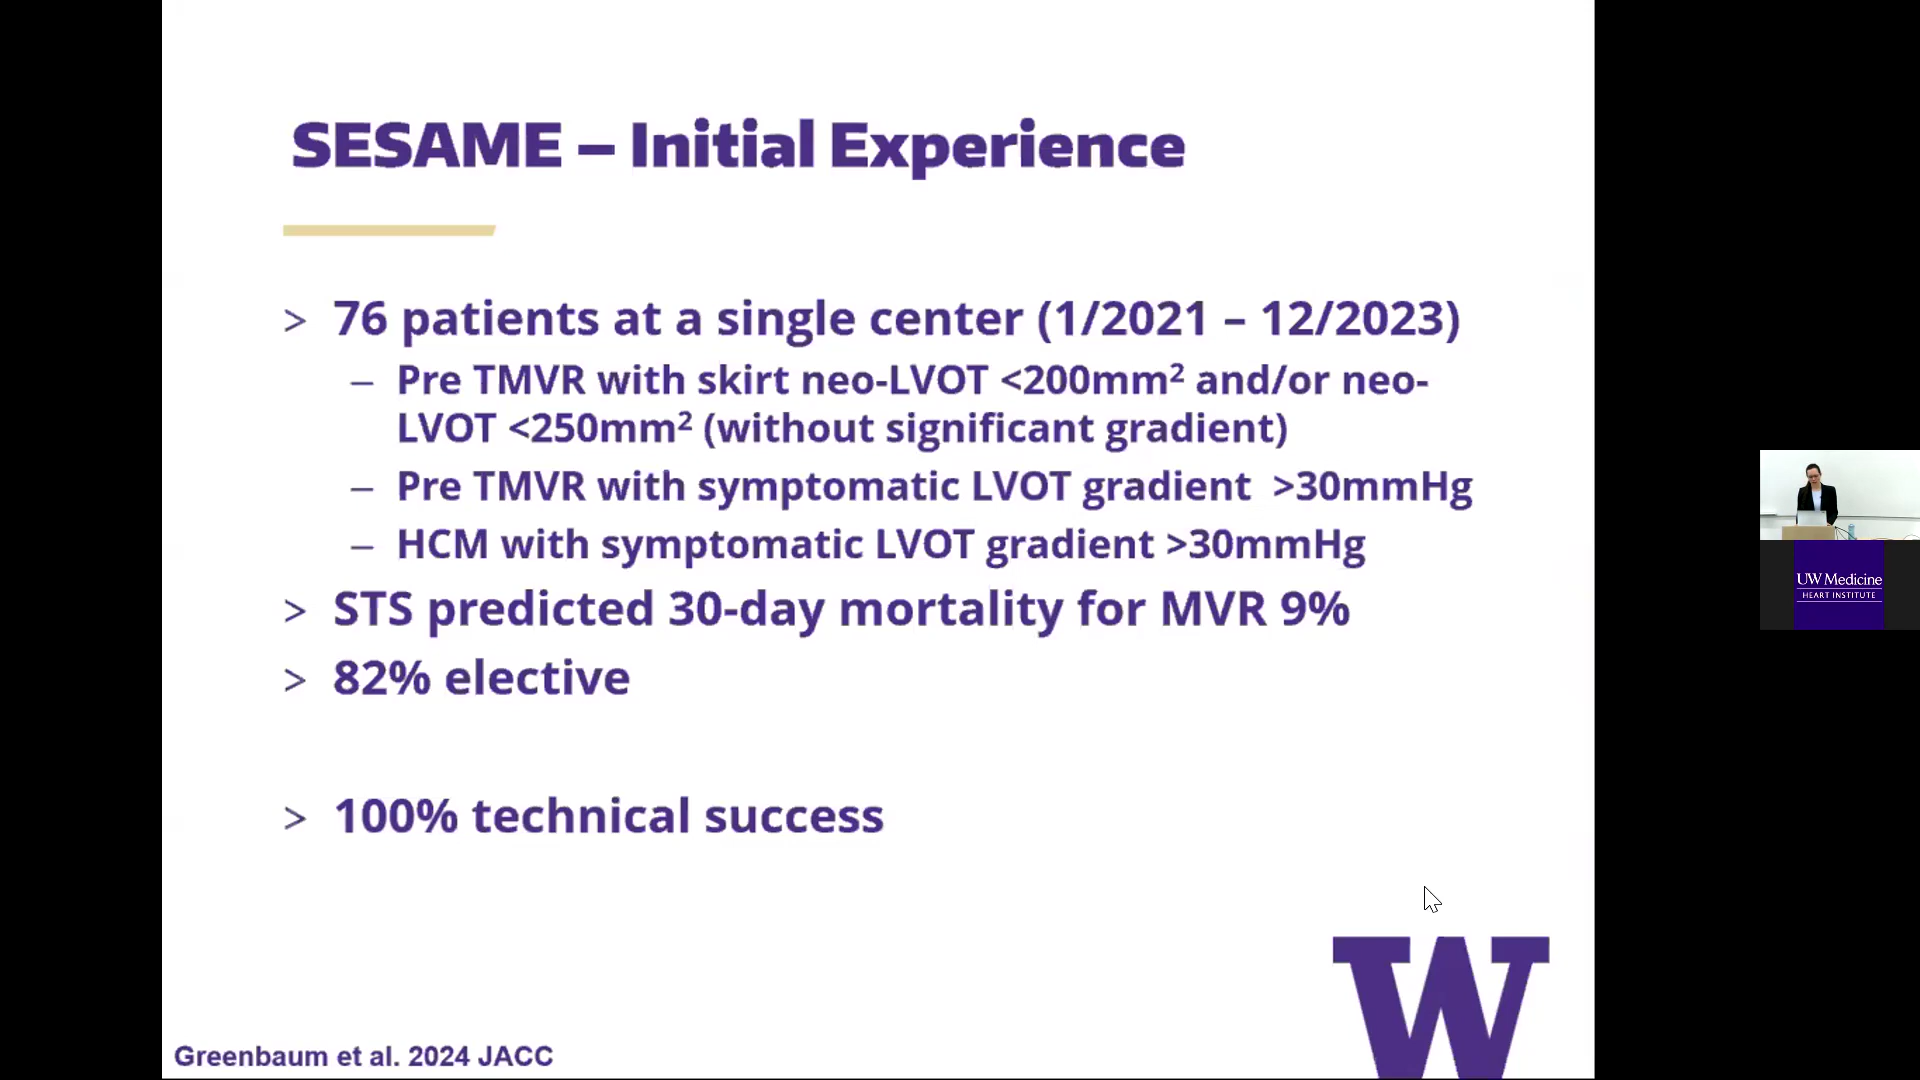 SESAME – Initial Experience
> 76 patients at a single center (1/2021 – 12/2023)
– Pre TMVR with skirt neo-LVOT <200mm² and/or neo-
LVOT <250mm² (without significant gradient)
– Pre TMVR with symptomatic LVOT gradient >30mmHg
– HCM with symptomatic LVOT gradient >30mmHg
> STS predicted 30-day mortality for MVR 9%
> 82% elective
> 100% technical success
W
Greenbaum et al. 2024 JACC
UW Medicine
HEART INSTITUTE